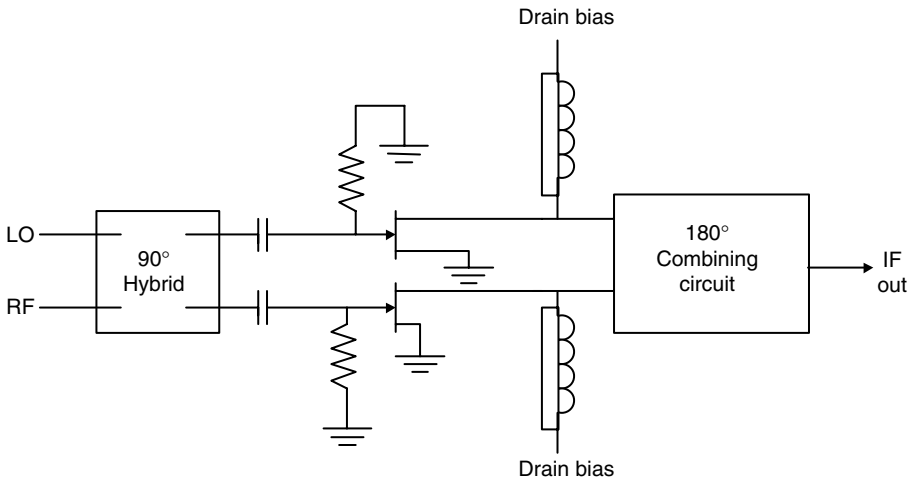 Drain bias
LO
RF
90°
Hybrid
180°
Combining
circuit
IF
out
Drain bias